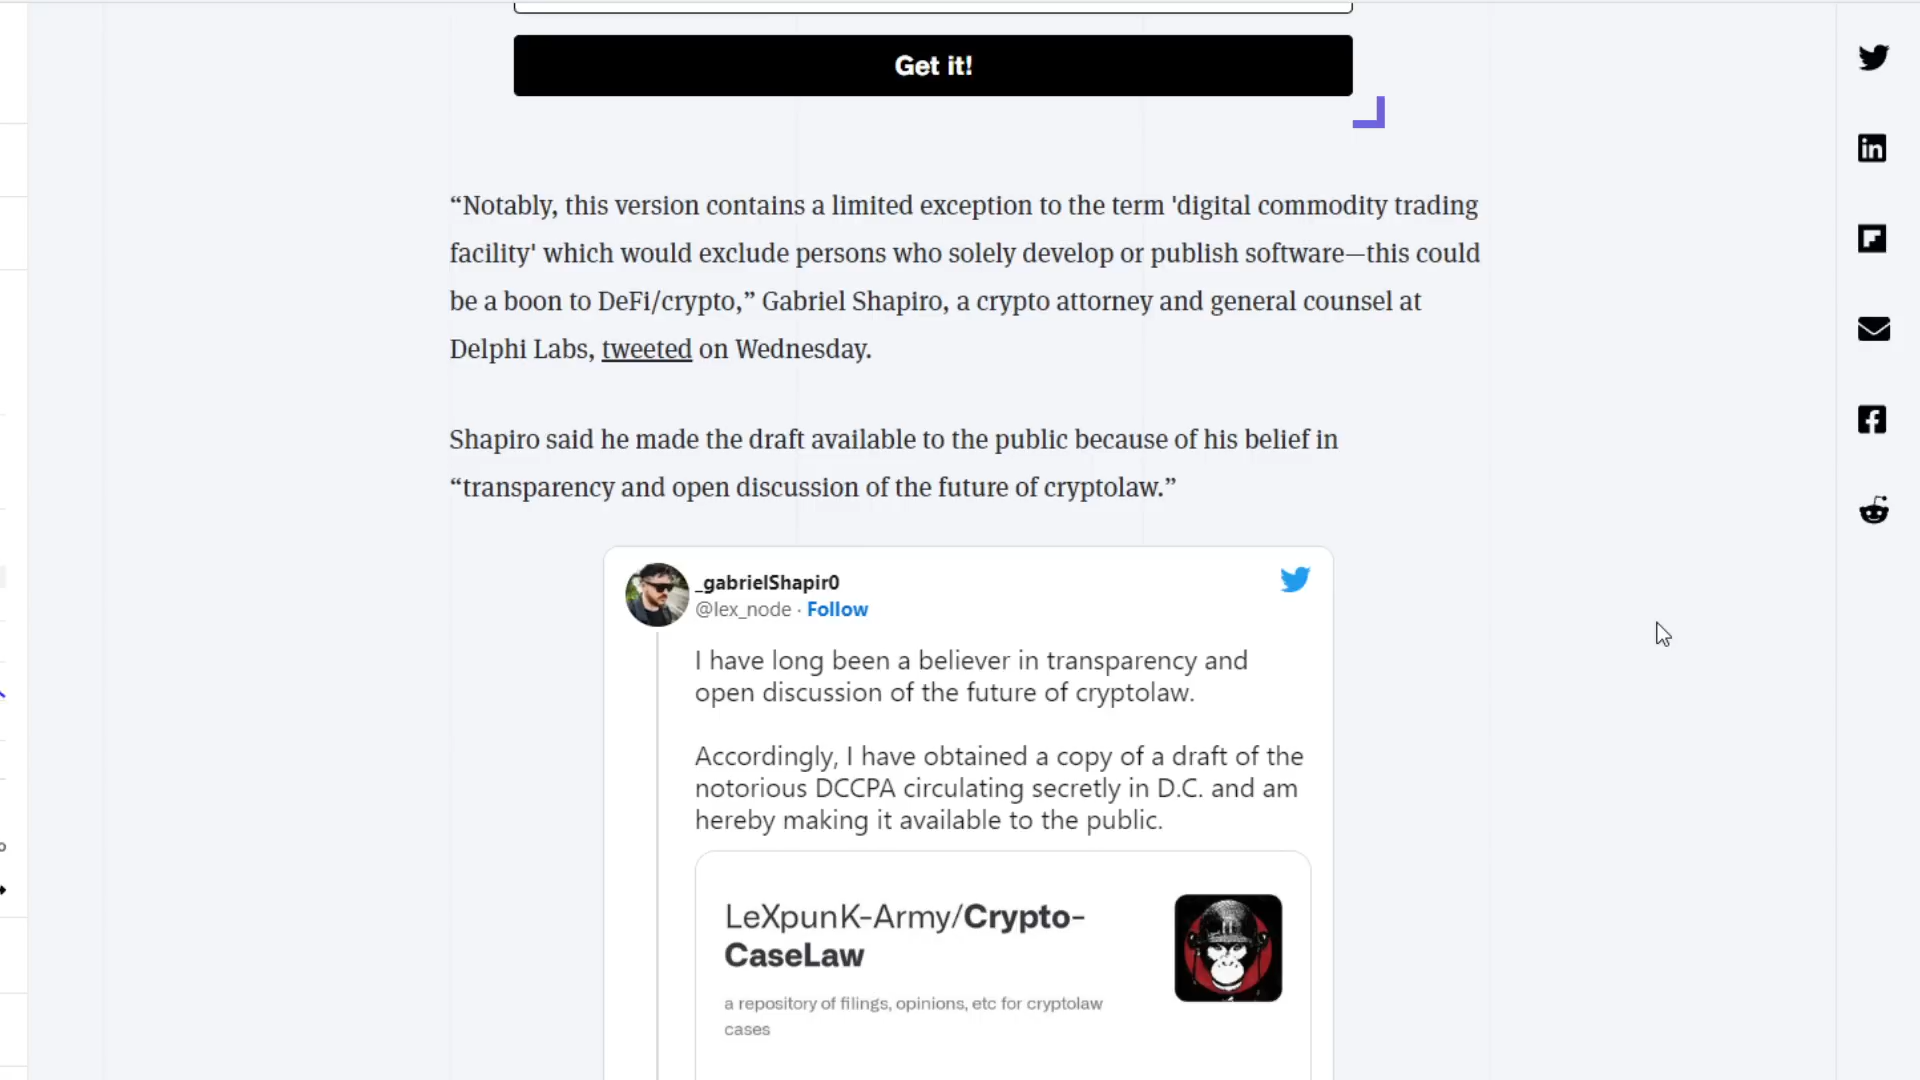 Get it!
“Notably, this version contains a limited exception to the term 'digital commodity trading
facility' which would exclude persons who solely develop or publish software—this could
be a boon to DeFi/crypto,” Gabriel Shapiro, a crypto attorney and general counsel at
Delphi Labs, tweeted on Wednesday.
Shapiro said he made the draft available to the public because of his belief in
“transparency and open discussion of the future of cryptolaw.”
_gabrielShapir0
@lex_node · Follow
I have long been a believer in transparency and
open discussion of the future of cryptolaw.
Accordingly, I have obtained a copy of a draft of the
notorious DCCPA circulating secretly in D.C. and am
hereby making it available to the public.
LeXpunK-Army/Crypto-
CaseLaw
a repository of filings, opinions, etc for cryptolaw
cases